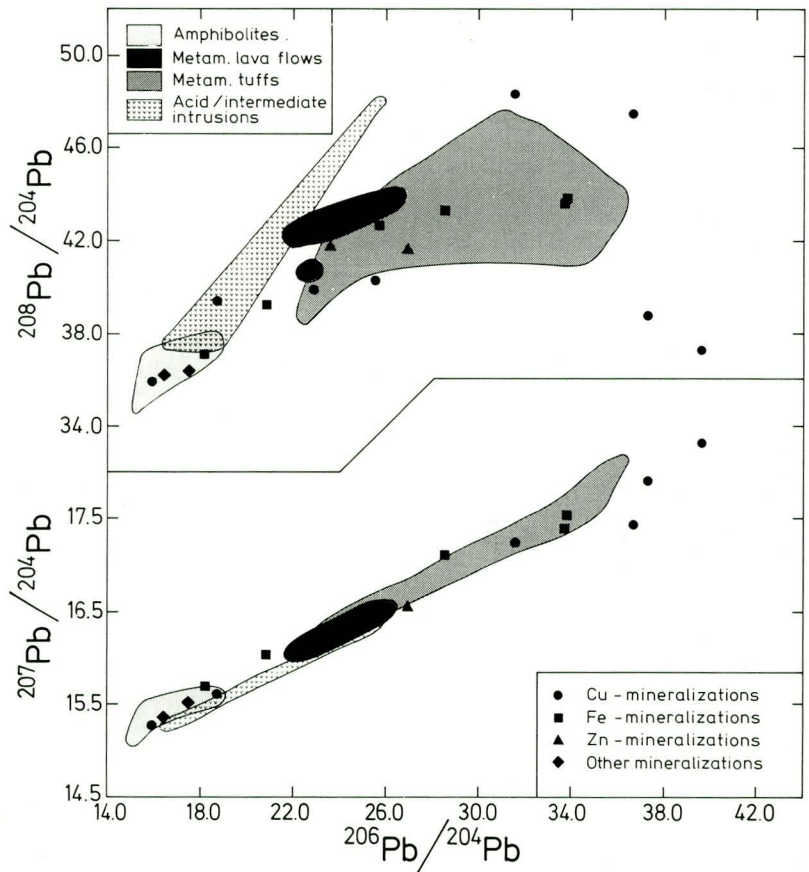 Amphibolites .
Metam. lava flows
Metam. tuffs
Acid / intermediate
intrusions
50.0
46.0
42.0
38.0
34.0
208Pb / 204Pb
17.5
16.5
15.5
14.5
207Pb / 204Pb
Cu - mineralizations
Fe - mineralizations
Zn - mineralizations
Other mineralizations
14.0 18.0 22.0 26.0 30.0 34.0 38.0 42.0
206Pb / 204Pb